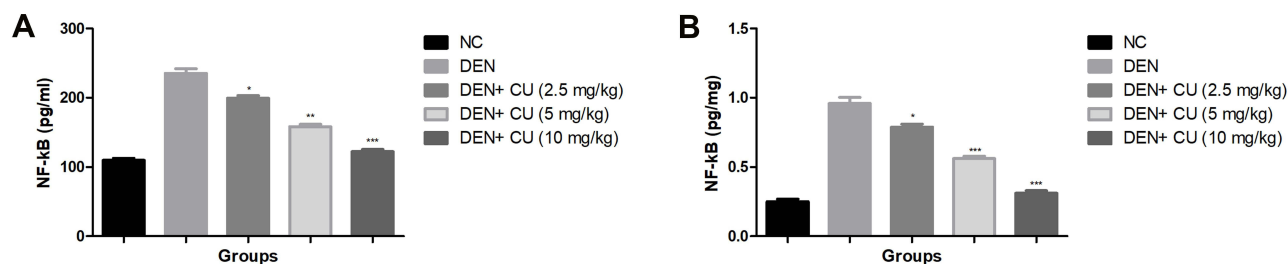 A
NF-kB (pg/ml)
300
200
100
0
*
**
***
Groups
NC
DEN
DEN+ CU (2.5 mg/kg)
DEN+ CU (5 mg/kg)
DEN+ CU (10 mg/kg)
B
NF-kB (pg/mg)
1.5
1.0
0.5
0.0
*
***
***
Groups
NC
DEN
DEN+ CU (2.5 mg/kg)
DEN+ CU (5 mg/kg)
DEN+ CU (10 mg/kg)